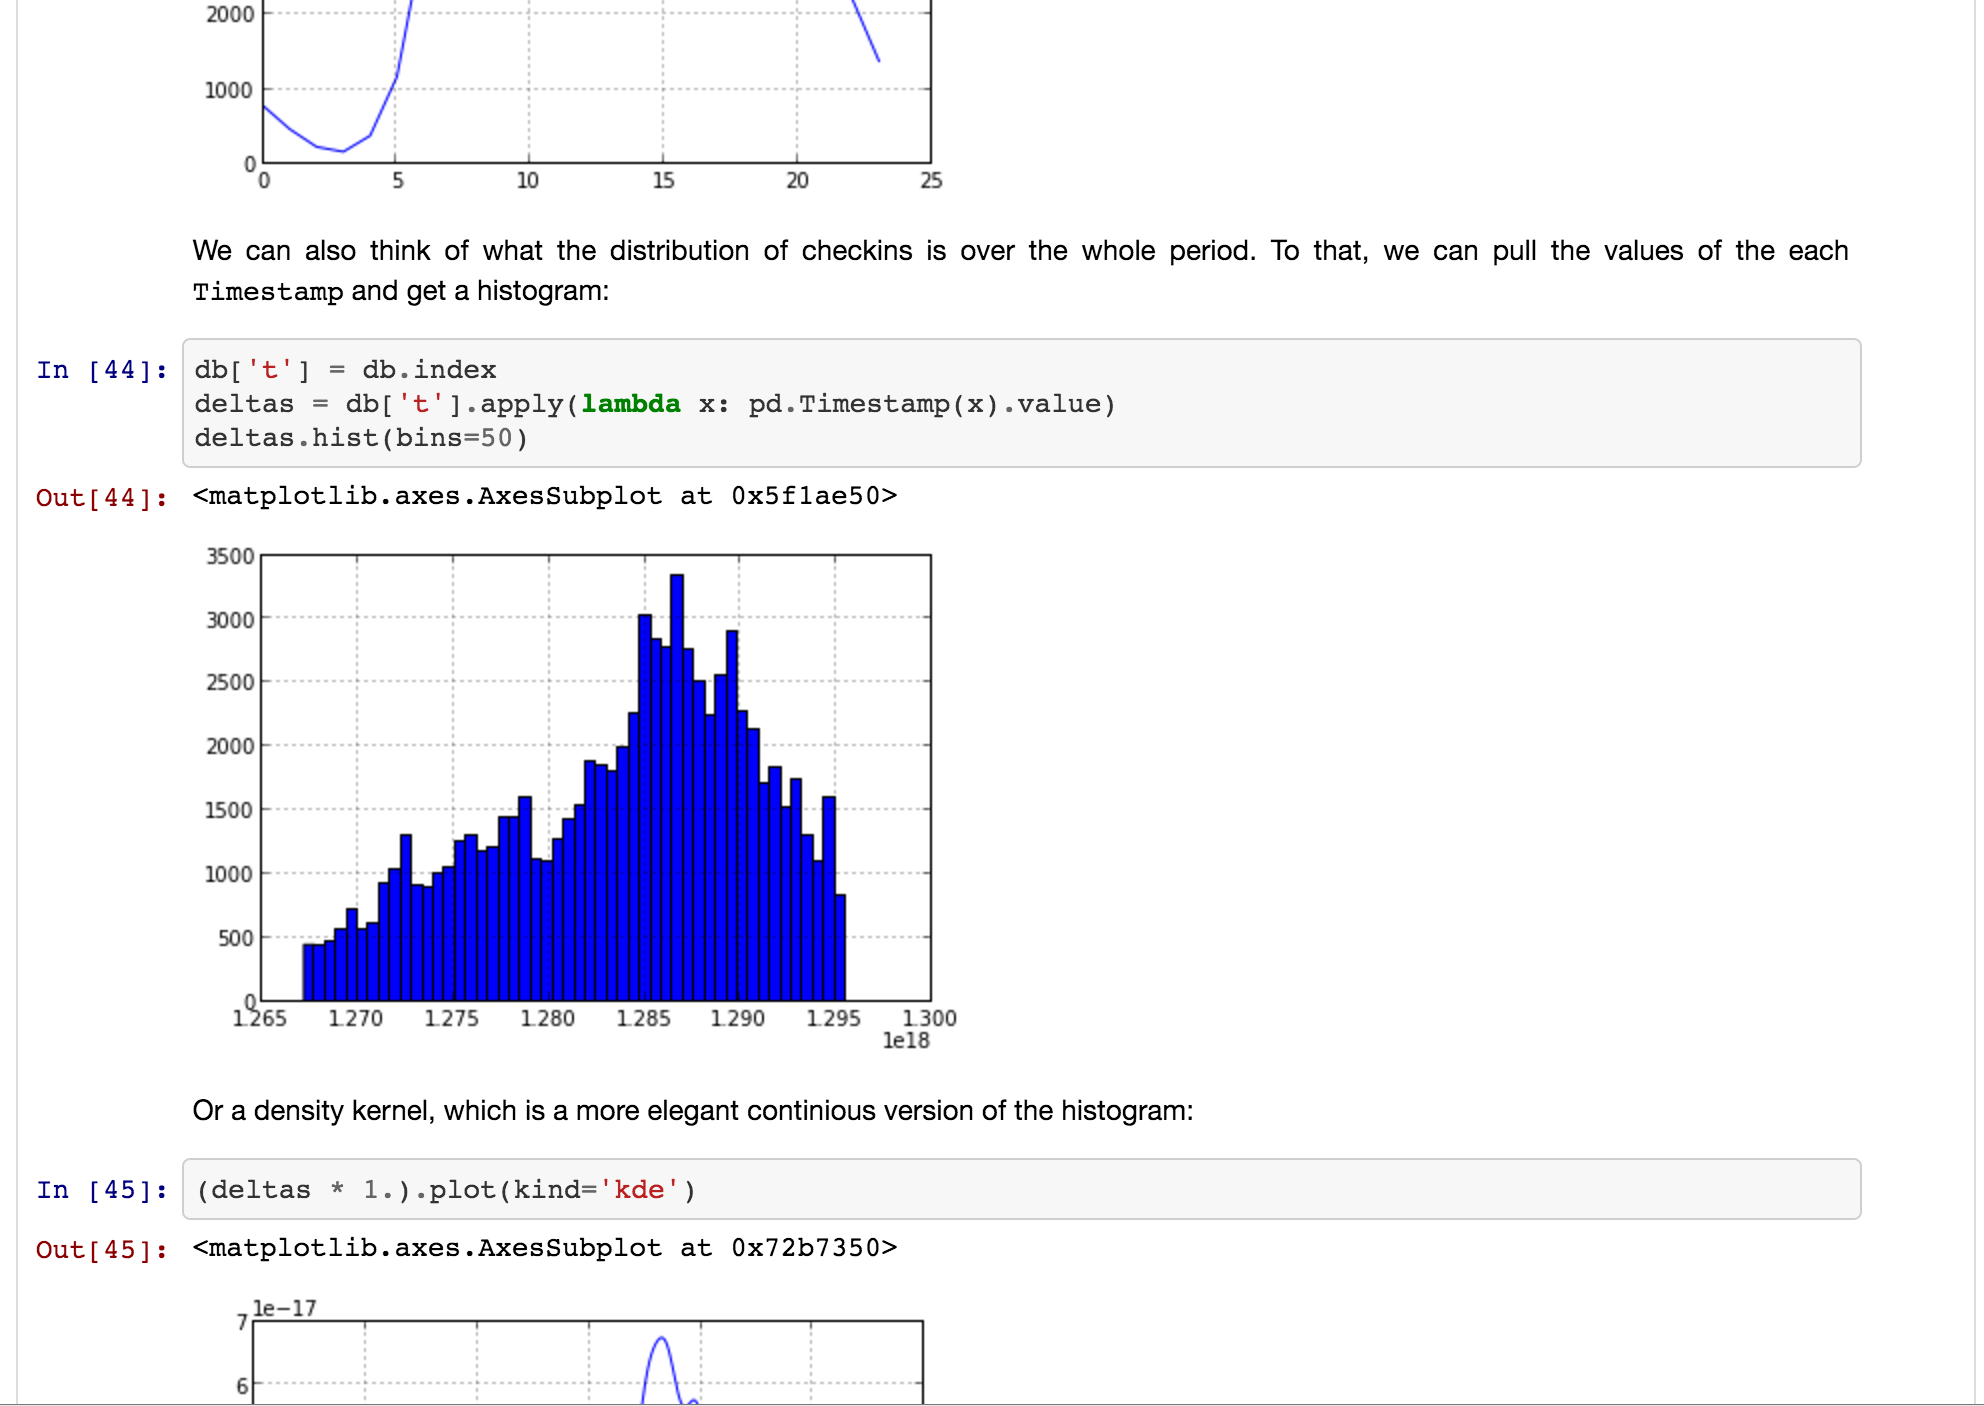 2000
1000
0
0 5 10 15 20 25
We can also think of what the distribution of checkins is over the whole period. To that, we can pull the values of the each
Timestamp and get a histogram:
In [44]: db['t'] = db.index
deltas = db['t'].apply(lambda x: pd.Timestamp(x).value)
deltas.hist(bins=50)
Out[44]: <matplotlib.axes.AxesSubplot at 0x5f1ae50>
3500
3000
2500
2000
1500
1000
500
0
1.265 1.270 1.275 1.280 1.285 1.290 1.295 1.300
1e18
Or a density kernel, which is a more elegant continious version of the histogram:
In [45]: (deltas * 1.).plot(kind='kde')
Out[45]: <matplotlib.axes.AxesSubplot at 0x72b7350>
1e−17
7
6